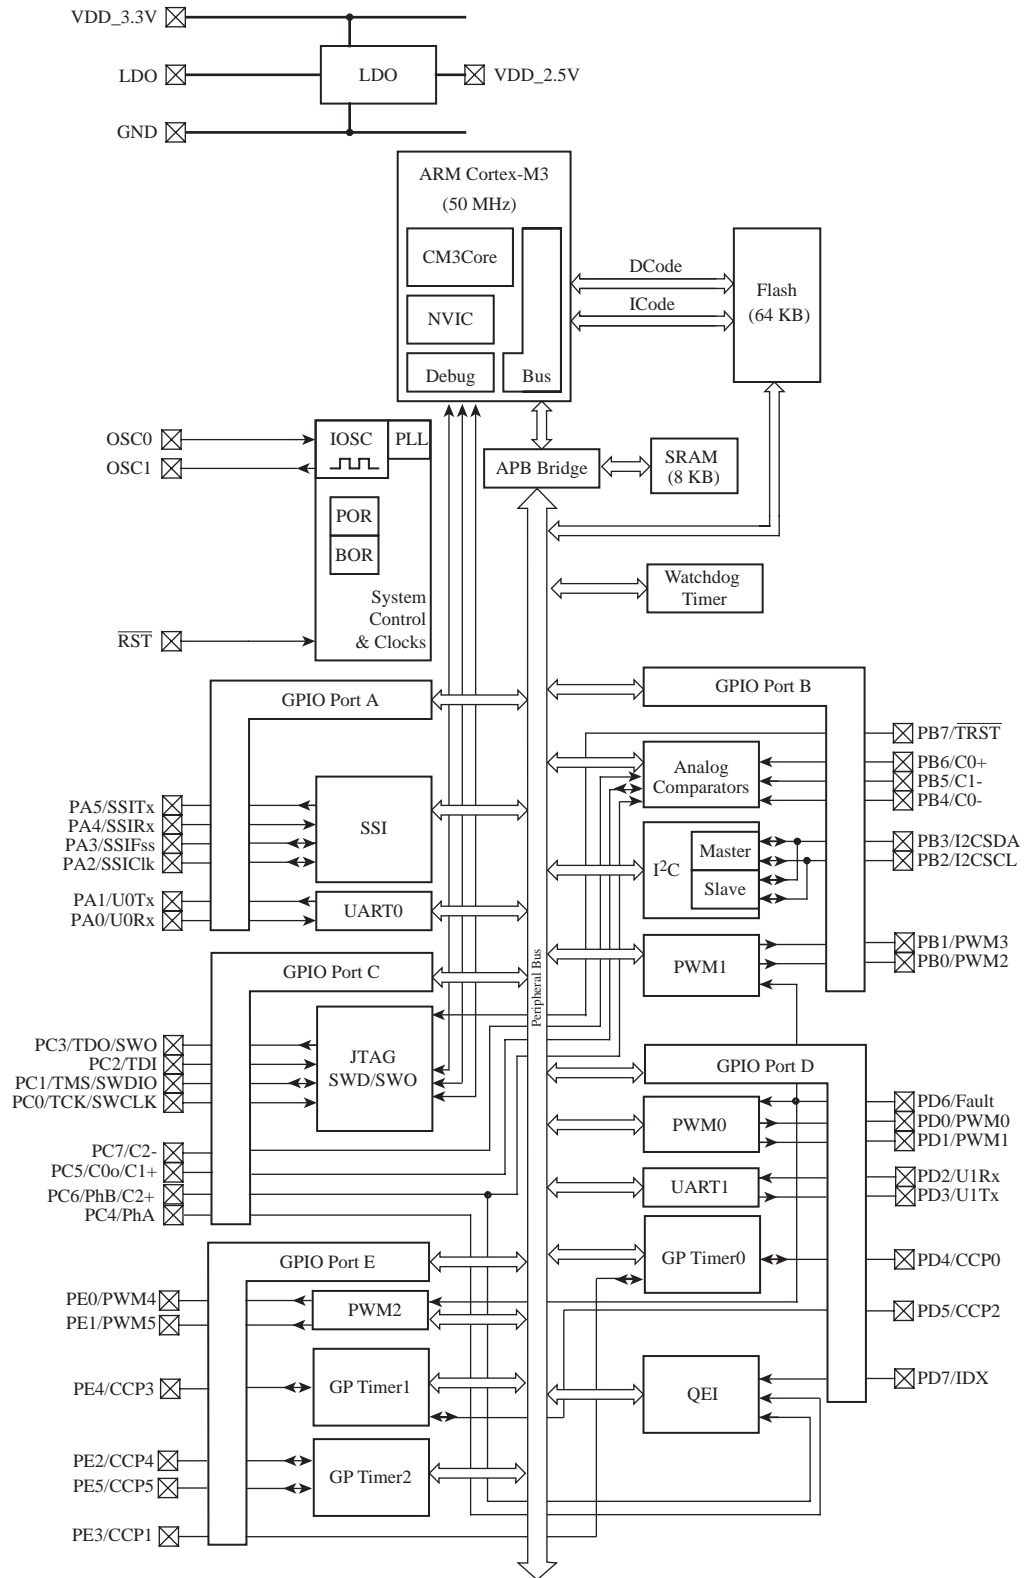 VDD_3.3V
LDO
LDO
VDD_2.5V
GND
ARM Cortex-M3
(50 MHz)
CM3Core
NVIC
Debug
Bus
DCode
ICode
Flash
(64 KB)
OSC0
OSC1
IOSC
PLL
POR
BOR
System
Control
& Clocks
RST
APB Bridge
SRAM
(8 KB)
Watchdog
Timer
Peripheral Bus
GPIO Port A
SSI
UART0
PA5/SSITx
PA4/SSIRx
PA3/SSIFss
PA2/SSIClk
PA1/U0Tx
PA0/U0Rx
GPIO Port B
Analog
Comparators
I²C
Master
Slave
PWM1
PB7/TRST
PB6/C0+
PB5/C1-
PB4/C0-
PB3/I2CSDA
PB2/I2CSCL
PB1/PWM3
PB0/PWM2
GPIO Port C
JTAG
SWD/SWO
PC3/TDO/SWO
PC2/TDI
PC1/TMS/SWDIO
PC0/TCK/SWCLK
PC7/C2-
PC5/C0o/C1+
PC6/PhB/C2+
PC4/PhA
GPIO Port D
PWM0
UART1
GP Timer0
QEI
PD6/Fault
PD0/PWM0
PD1/PWM1
PD2/U1Rx
PD3/U1Tx
PD4/CCP0
PD5/CCP2
PD7/IDX
GPIO Port E
PWM2
GP Timer1
GP Timer2
PE0/PWM4
PE1/PWM5
PE4/CCP3
PE2/CCP4
PE5/CCP5
PE3/CCP1